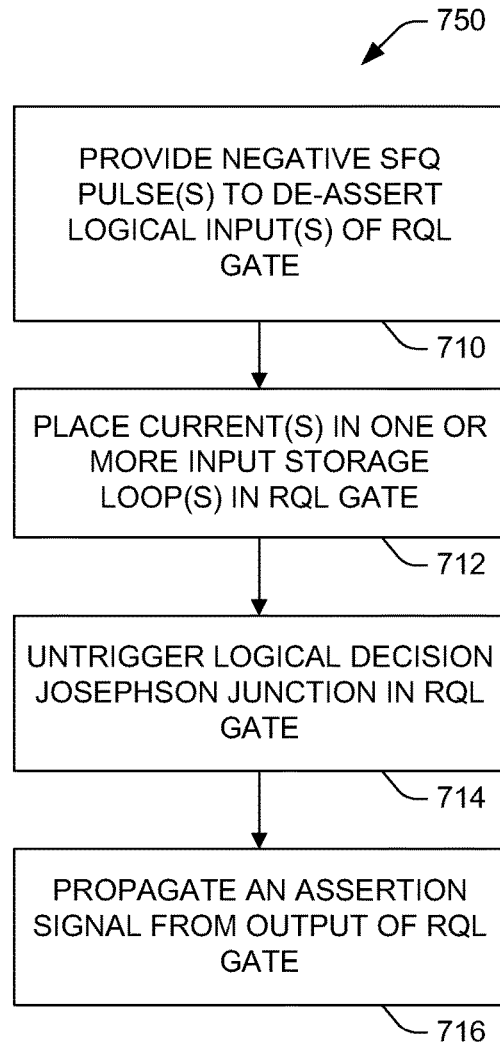 750
PROVIDE NEGATIVE SFQ
PULSE(S) TO DE-ASSERT
LOGICAL INPUT(S) OF RQL
GATE
710
PLACE CURRENT(S) IN ONE OR
MORE INPUT STORAGE
LOOP(S) IN RQL GATE
712
UNTRIGGER LOGICAL DECISION
JOSEPHSON JUNCTION IN RQL
GATE
714
PROPAGATE AN ASSERTION
SIGNAL FROM OUTPUT OF RQL
GATE
716